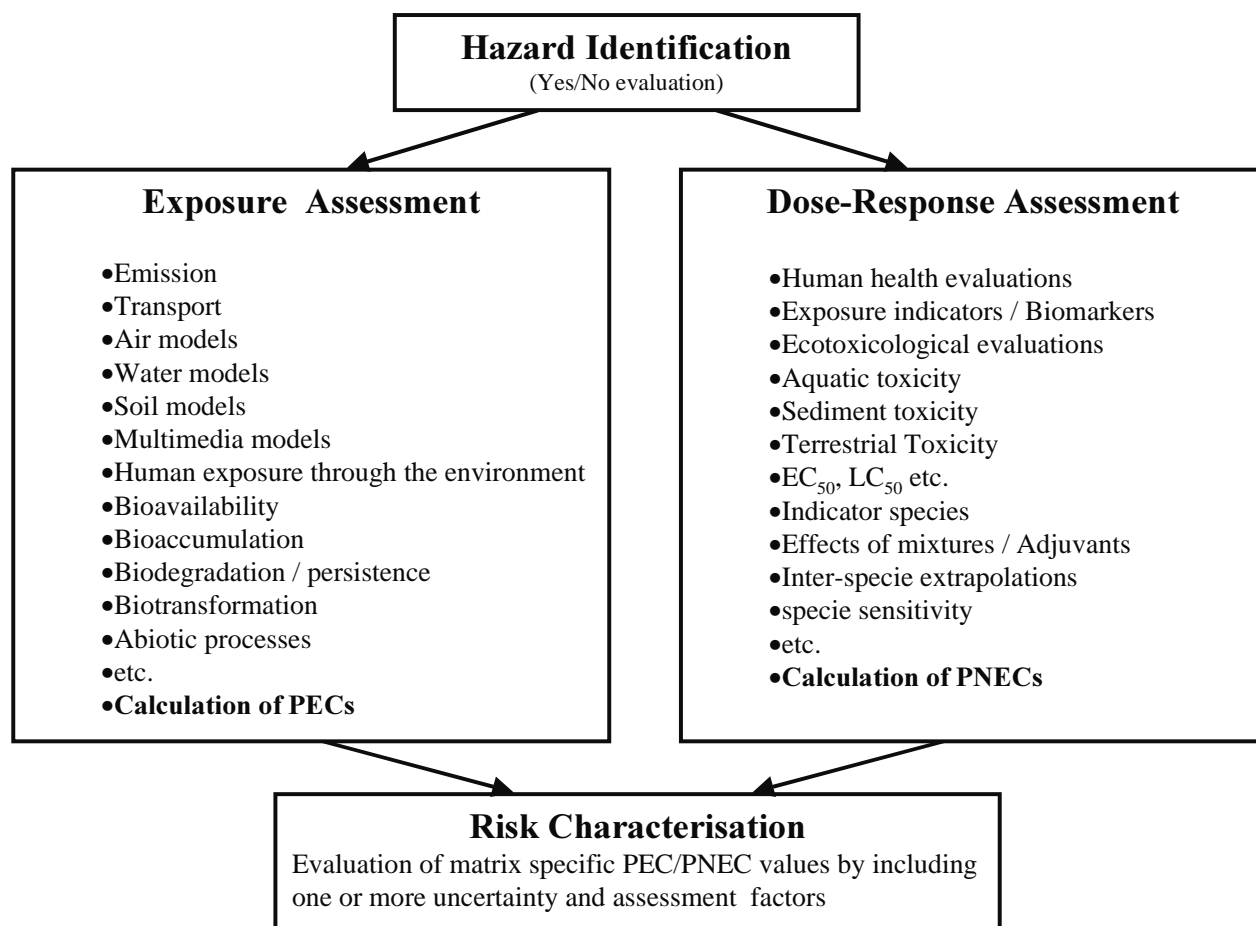 Hazard Identification
(Yes/No evaluation)
Exposure Assessment
•Emission
•Transport
•Air models
•Water models
•Soil models
•Multimedia models
•Human exposure through the environment
•Bioavailability
•Bioaccumulation
•Biodegradation / persistence
•Biotransformation
•Abiotic processes
•etc.
•Calculation of PECs
Dose-Response Assessment
•Human health evaluations
•Exposure indicators / Biomarkers
•Ecotoxicological evaluations
•Aquatic toxicity
•Sediment toxicity
•Terrestrial Toxicity
•EC50, LC50 etc.
•Indicator species
•Effects of mixtures / Adjuvants
•Inter-specie extrapolations
•specie sensitivity
•etc.
•Calculation of PNECs
Risk Characterisation
Evaluation of matrix specific PEC/PNEC values by including
one or more uncertainty and assessment factors